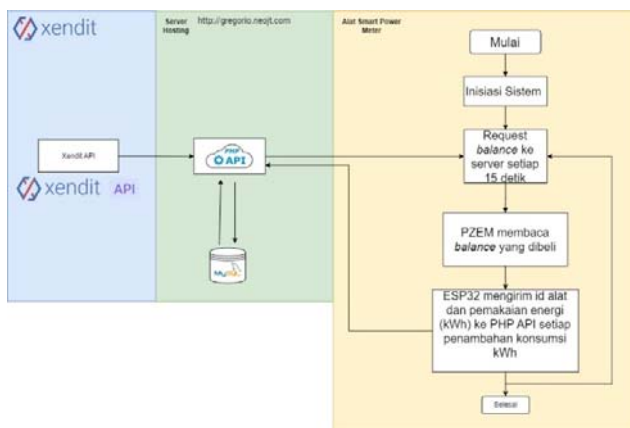 xendit
Server
Hosting
http://gregorio.neojt.com
Alat Smart Power
Meter
Mulai
Inisiasi Sistem
Request
balance ke
server setiap
15 detik
Xendit API
PHP
API
xendit API
MySQL
PZEM membaca
balance yang dibeli
ESP32 mengirim id alat
dan pemakaian energi
(kWh) ke PHP API setiap
penambahan konsumsi
kWh
Selesai